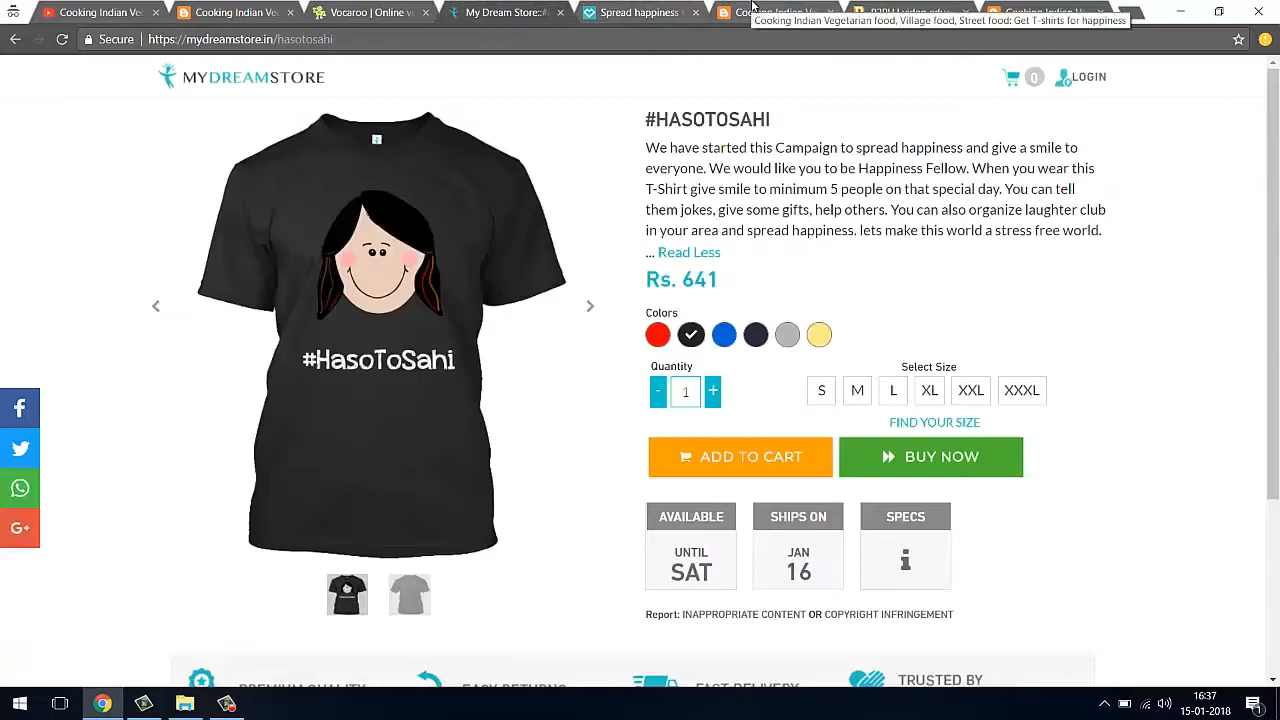 Cooking Indian Vec
Cooking Indian Ve
Vocaroo | Online v
My Dream Store::
Spread happiness
Cooking Indian Vegetarian food, Village food, Street food: Get T-shirts for happiness
Secure
https://mydreamstore.in/hasotosahi
MYDREAMSTORE
0
LOGIN
#HASOTOSAHI
We have started this Campaign to spread happiness and give a smile to
everyone. We would like you to be Happiness Fellow. When you wear this
T-Shirt give smile to minimum 5 people on that special day. You can tell
them jokes, give some gifts, help others. You can also organize laughter club
in your area and spread happiness. lets make this world a stress free world.
... Read Less
Rs. 641
Colors
Quantity
Select Size
- 1 +
S M L XL XXL XXXL
FIND YOUR SIZE
ADD TO CART
BUY NOW
#HasoToSahi
AVAILABLE
UNTIL
SAT
SHIPS ON
JAN
16
SPECS
Report: INAPPROPRIATE CONTENT OR COPYRIGHT INFRINGEMENT
PREMIUM QUALITY
EASY RETURNS
FAST DELIVERY
TRUSTED BY
16:37
15-01-2018